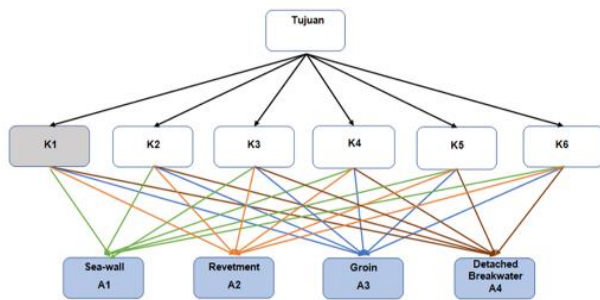 Tujuan
K1 K2 K3 K4 K5 K6
Sea-wall Revetment Groin Detached
Breakwater
A1 A2 A3 A4